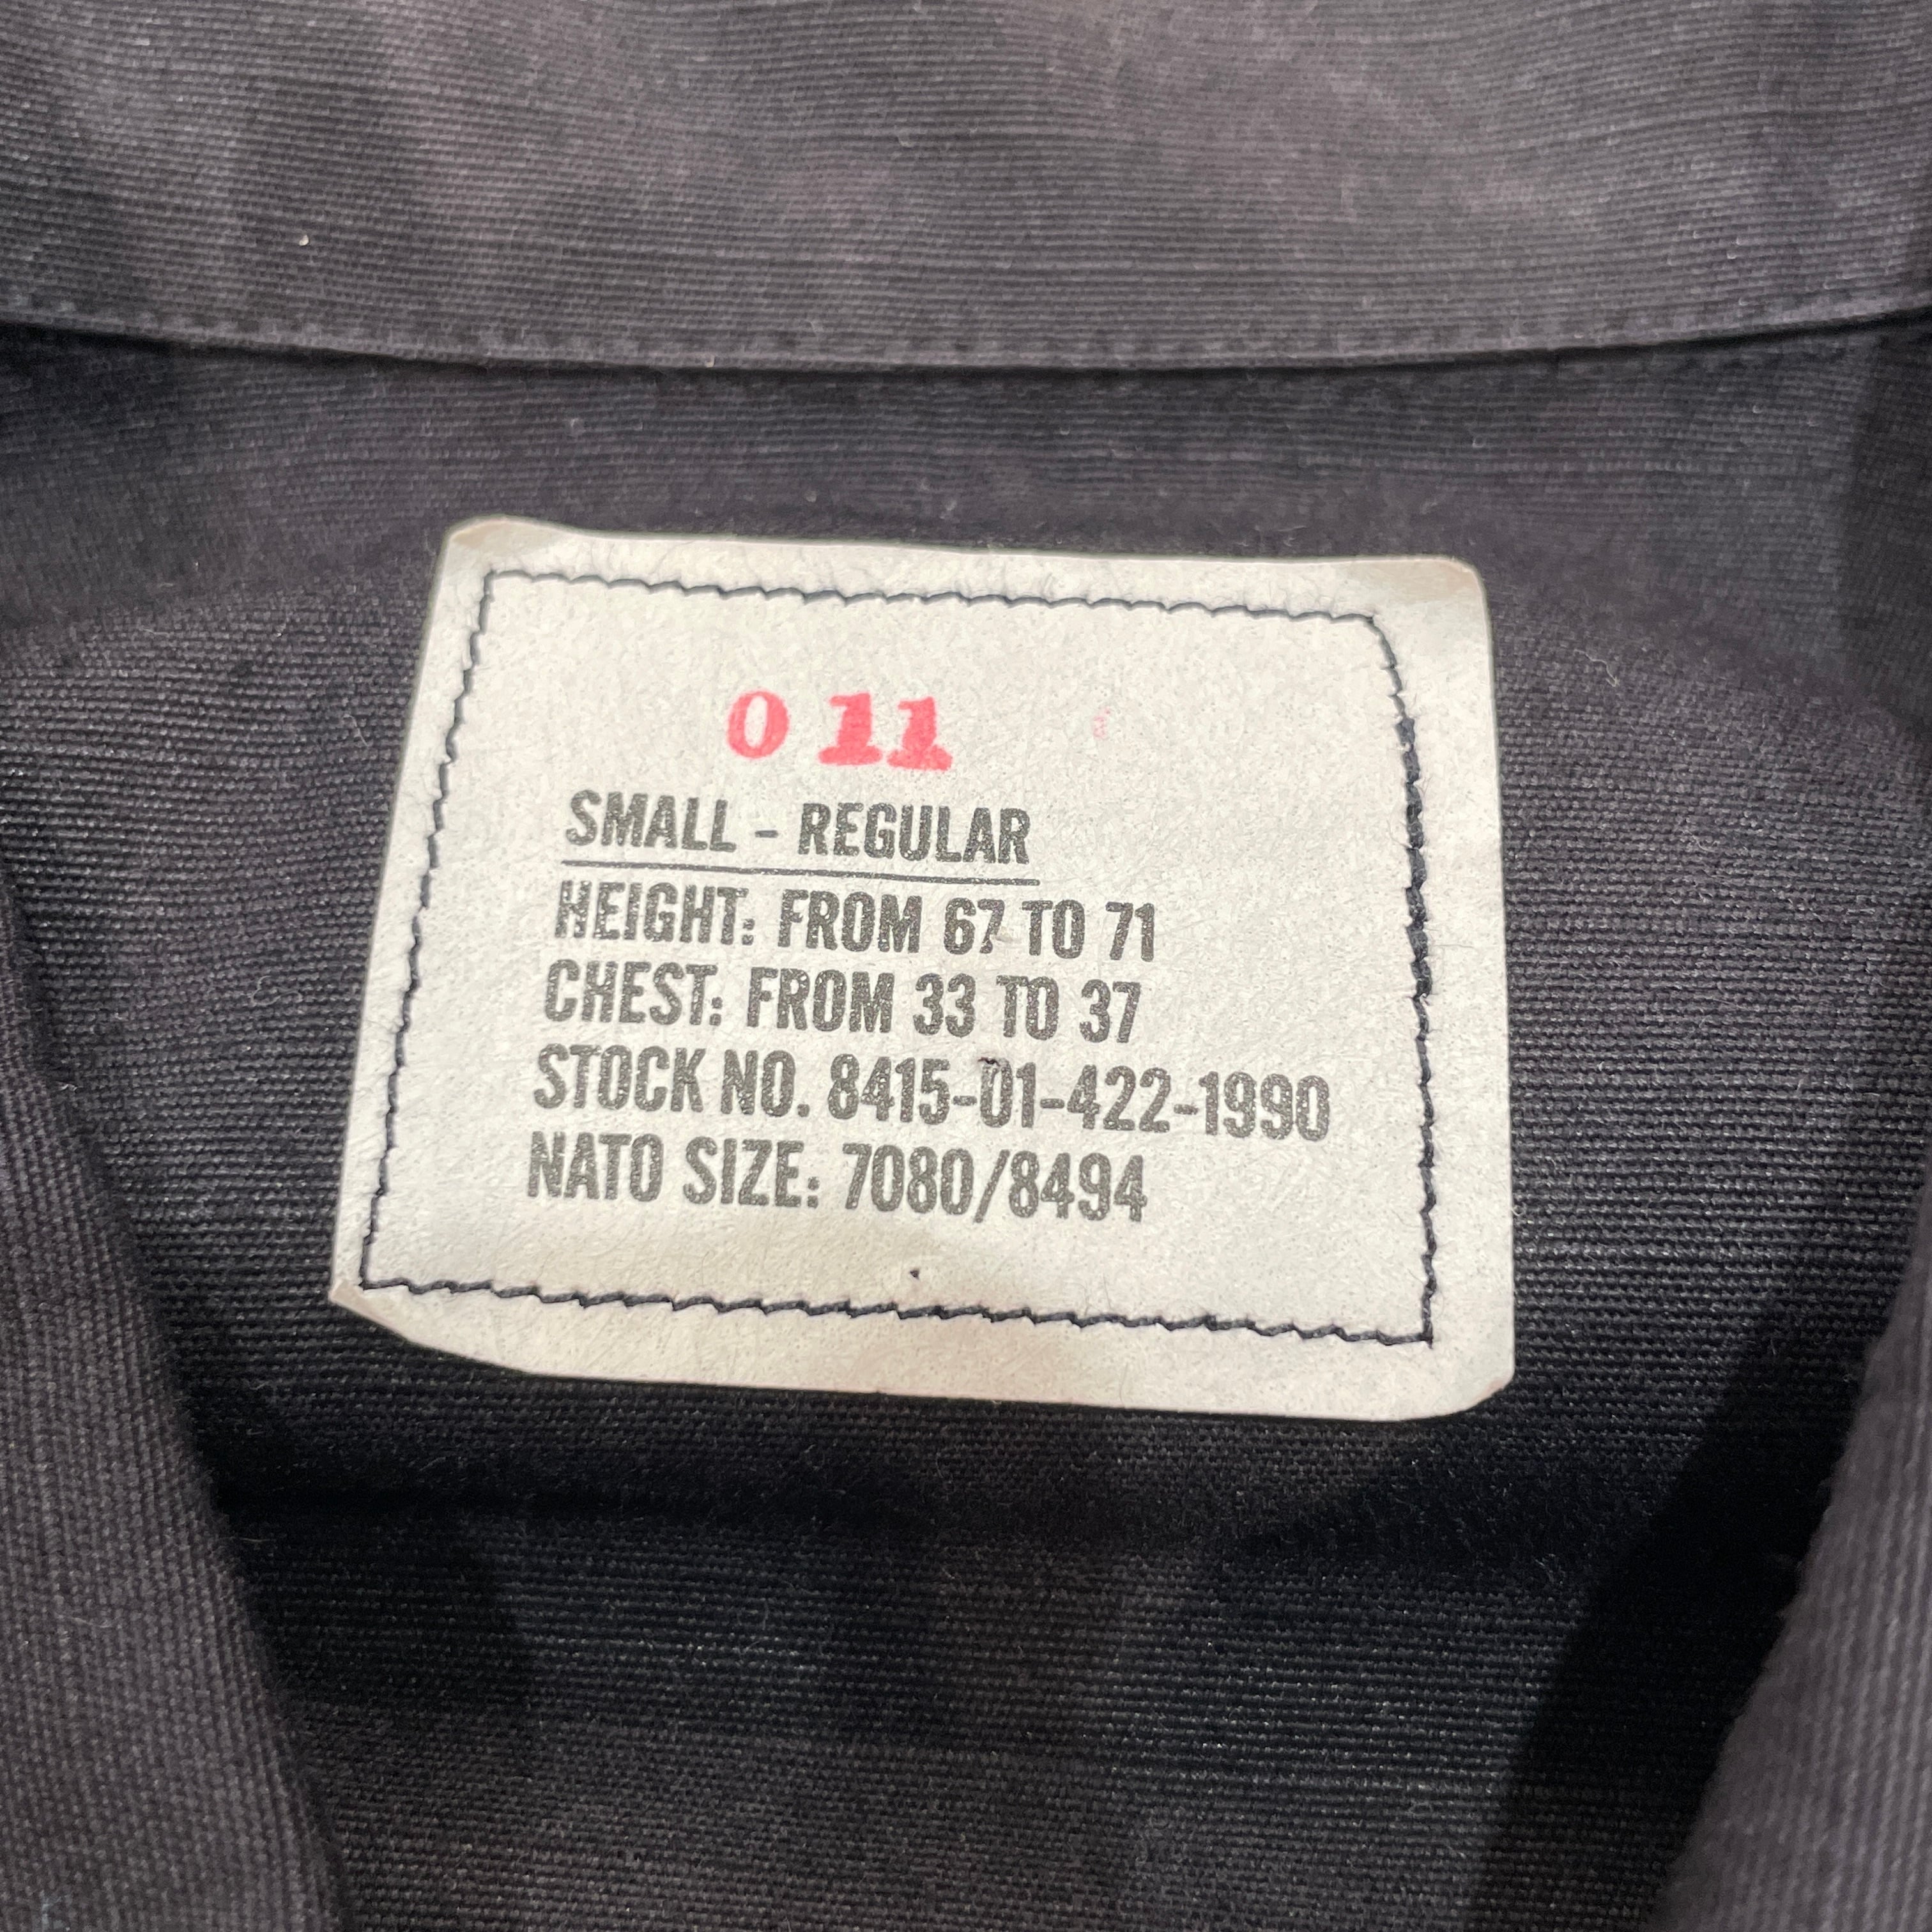 0 11
SMALL - REGULAR
HEIGHT: FROM 67 TO 71
CHEST: FROM 33 TO 37
STOCK NO. 8415-01-422-1990
NATO SIZE: 7080/8494